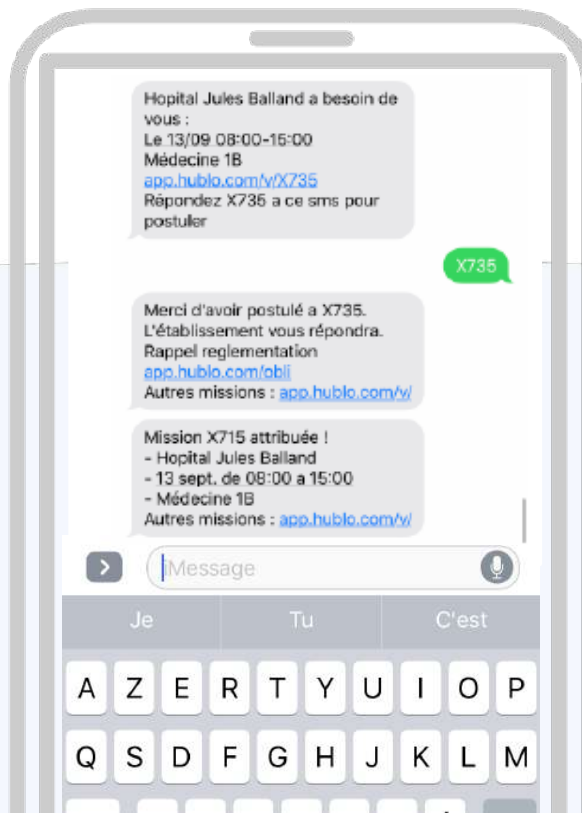 Hopital Jules Balland a besoin de
vous :
Le 13/09 08:00-15:00
Médecine 1B
app.hublo.com/v/X735
Répondez X735 a ce sms pour
postuler
X735
Merci d'avoir postulé a X735.
L'établissement vous répondra.
Rappel reglementation
app.hublo.com/obli
Autres missions : app.hublo.com/v/
Mission X715 attribuée !
- Hopital Jules Balland
- 13 sept. de 08:00 a 15:00
- Médecine 1B
Autres missions : app.hublo.com/v/
iMessage
Je Tu C'est
A Z E R T Y U I O P
Q S D F G H J K L M